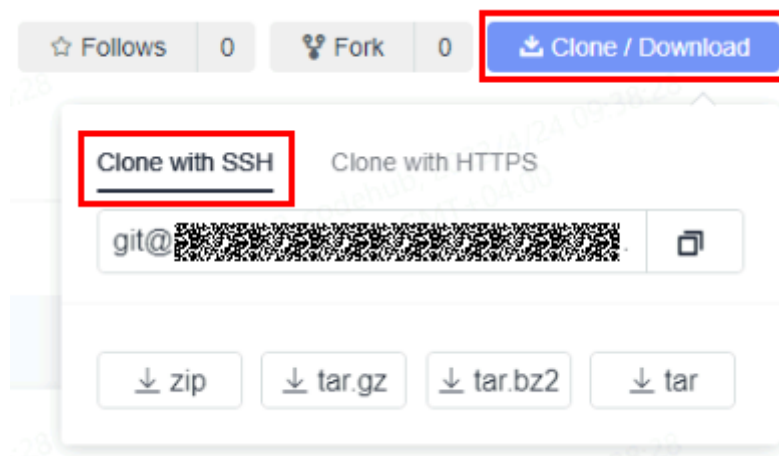 Follows 0 Fork 0 Clone / Download
Clone with SSH Clone with HTTPS
git@
zip tar.gz tar.bz2 tar